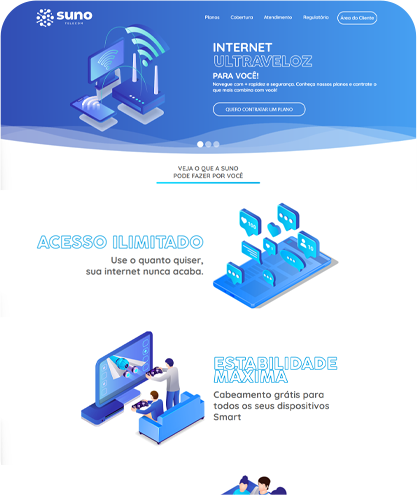 suno
TELECOM
Planos Cobertura Atendimento Regulatório Área do Cliente
INTERNET
ULTRAVELOZ
PARA VOCÊ!
Navegue com + rapidez e segurança. Conheça nossos planos e contrate o
que mais combina com você!
QUERO CONTRATAR UM PLANO
VEJA O QUE A SUNO
PODE FAZER POR VOCÊ
ACESSO ILIMITADO
Use o quanto quiser,
sua internet nunca acaba.
ESTABILIDADE
MÁXIMA
Cabeamento grátis para
todos os seus dispositivos
Smart